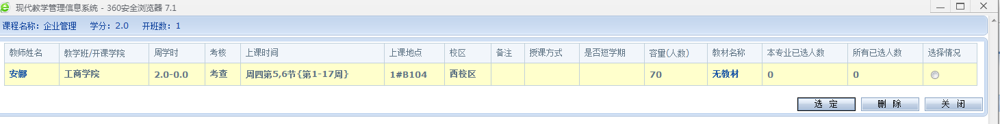 现代教学管理信息系统 - 360安全浏览器 7.1
课程名称：企业管理 学分：2.0 开班数：1
教师姓名 教学班/开课学院 周学时 考核 上课时间 上课地点 校区 备注 授课方式 是否短学期 容量(人数) 教材名称 本专业已选人数 所有已选人数 选择情况
安娜 工商学院 2.0-0.0 考查 周四第5,6节{第1-17周} 1#B104 西校区 70 无教材 0 0
选 定 删 除 关 闭